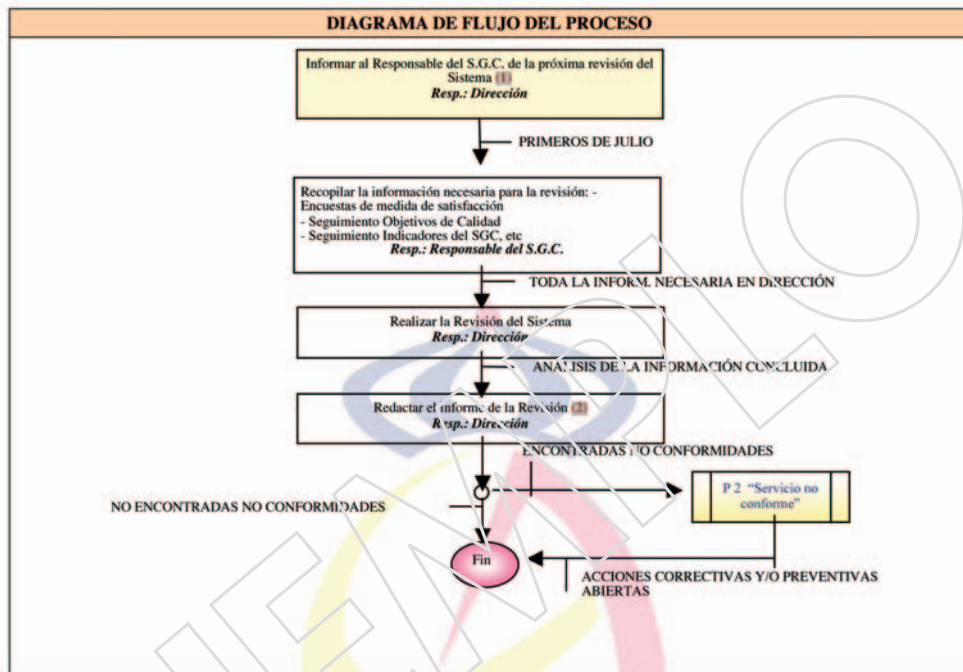 DIAGRAMA DE FLUJO DEL PROCESO
Informar al Responsable del S.G.C. de la próxima revisión del
Sistema (1)
Resp.: Dirección
PRIMEROS DE JULIO
Recopilar la información necesaria para la revisión: -
Encuestas de medida de satisfacción
- Seguimiento Objetivos de Calidad
- Seguimiento Indicadores del SGC, etc
Resp.: Responsable del S.G.C.
TODA LA INFORM. NECESARIA EN DIRECCIÓN
Realizar la Revisión del Sistema
Resp.: Dirección
ANÁLISIS DE LA INFORMACIÓN CONCLUIDA
Redactar el informe de la Revisión (2)
Resp.: Dirección
ENCONTRADAS NO CONFORMIDADES
P 2 “Servicio no
conforme”
NO ENCONTRADAS NO CONFORMIDADES
Fin
ACCIONES CORRECTIVAS Y/O PREVENTIVAS
ABIERTAS
EJEMPLO